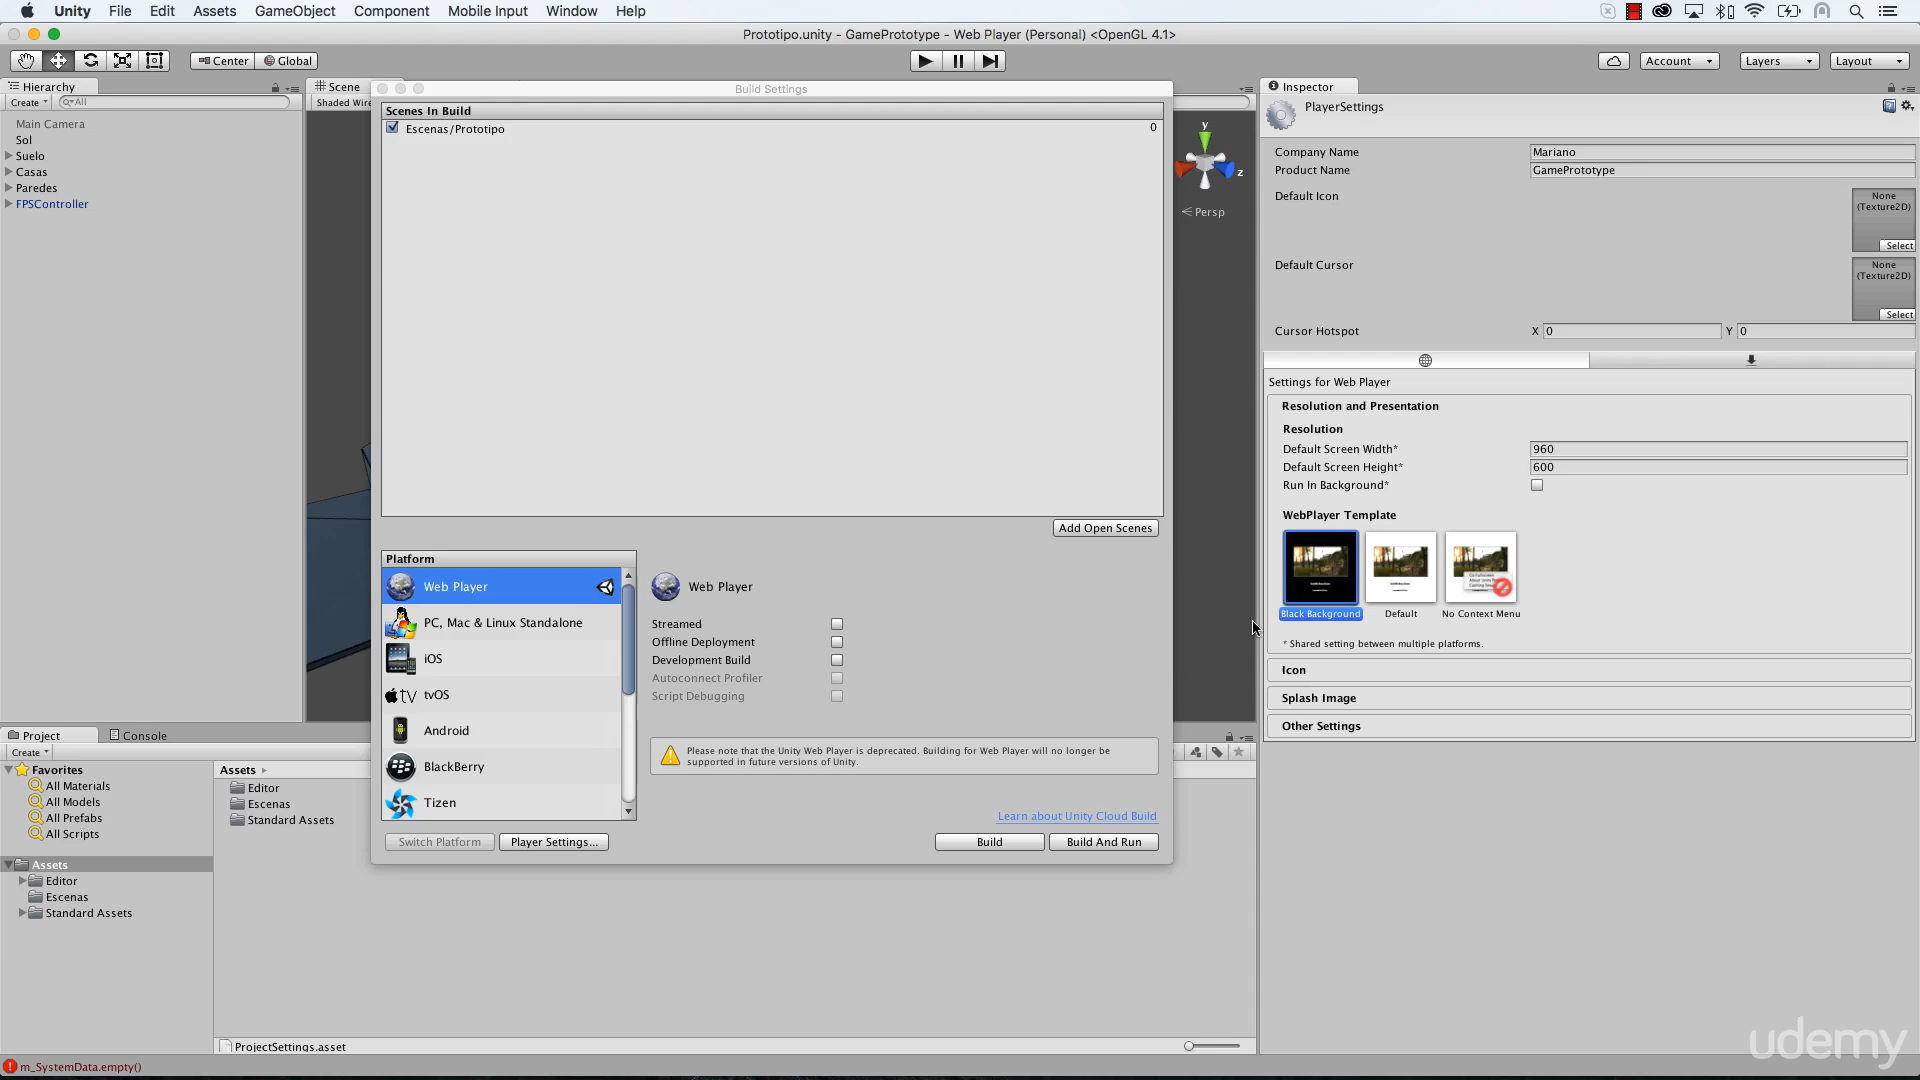 Unity File Edit Assets GameObject Component Mobile Input Window Help
Prototipo.unity - GamePrototype - Web Player (Personal) <OpenGL 4.1>
Center Global
Account Layers Layout
Hierarchy
Create All
Main Camera
Sol
Suelo
Casas
Paredes
FPSController
Scene
Shaded Wire
y
z
Persp
Build Settings
Scenes In Build
Escenas/Prototipo 0
Add Open Scenes
Platform
Web Player
PC, Mac & Linux Standalone
iOS
tv tvOS
Android
BlackBerry
Tizen
Web Player
Streamed
Offline Deployment
Development Build
Autoconnect Profiler
Script Debugging
Please note that the Unity Web Player is deprecated. Building for Web Player will no longer be
supported in future versions of Unity.
Learn about Unity Cloud Build
Switch Platform Player Settings... Build Build And Run
Inspector
PlayerSettings
Company Name Mariano
Product Name GamePrototype
Default Icon
None
(Texture2D)
Select
Default Cursor
None
(Texture2D)
Select
Cursor Hotspot X 0 Y 0
Settings for Web Player
Resolution and Presentation
Resolution
Default Screen Width* 960
Default Screen Height* 600
Run In Background*
WebPlayer Template
Black Background Default No Context Menu
* Shared setting between multiple platforms.
Icon
Splash Image
Other Settings
Project Console
Create
Favorites
All Materials
All Models
All Prefabs
All Scripts
Assets
Editor
Escenas
Standard Assets
Assets
Editor
Escenas
Standard Assets
ProjectSettings.asset
m_SystemData.empty()
udemy